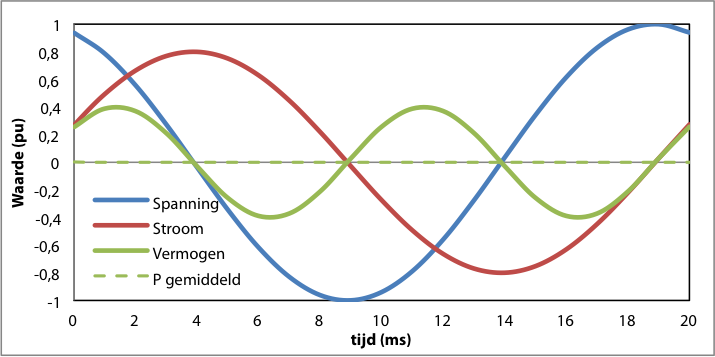 Waarde (pu)
1
0,8
0,6
0,4
0,2
0
-0,2
-0,4
-0,6
-0,8
-1
Spanning
Stroom
Vermogen
P gemiddeld
0 2 4 6 8 10 12 14 16 18 20
tijd (ms)